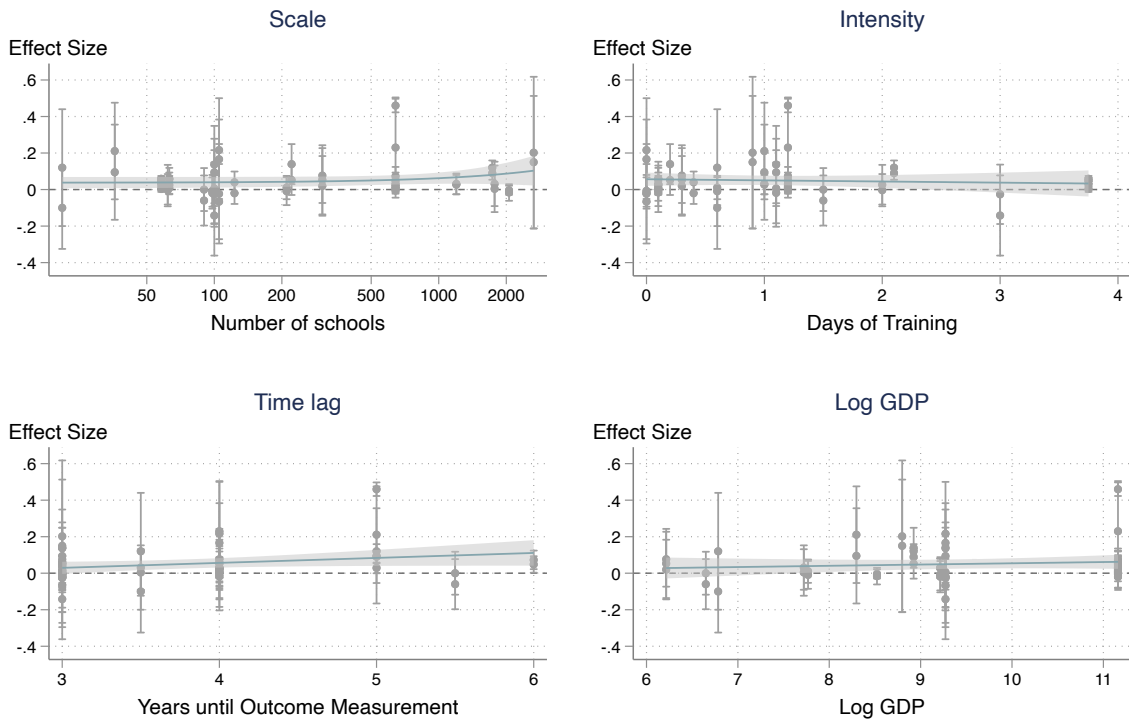 Scale
Effect Size
.6
.4
.2
0
-.2
-.4
50 100 200 500 1000 2000
Number of schools
Intensity
Effect Size
.6
.4
.2
0
-.2
-.4
0 1 2 3 4
Days of Training
Time lag
Effect Size
.6
.4
.2
0
-.2
-.4
3 4 5 6
Years until Outcome Measurement
Log GDP
Effect Size
.6
.4
.2
0
-.2
-.4
6 7 8 9 10 11
Log GDP